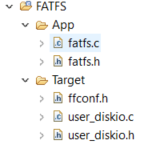 FATFS
App
fatfs.c
fatfs.h
Target
ffconf.h
user_diskio.c
user_diskio.h